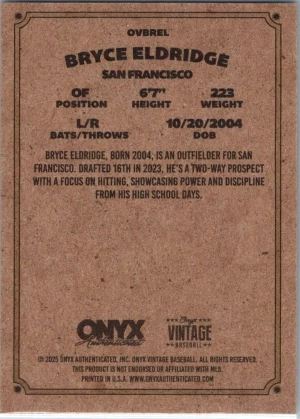 OVBREL
BRYCE ELDRIDGE
SAN FRANCISCO
OF 6'7" 223
POSITION HEIGHT WEIGHT
L/R 10/20/2004
BATS/THROWS DOB
BRYCE ELDRIDGE, BORN 2004, IS AN OUTFIELDER FOR SAN
FRANCISCO. DRAFTED 16TH IN 2023, HE'S A TWO-WAY PROSPECT
WITH A FOCUS ON HITTING, SHOWCASING POWER AND DISCIPLINE
FROM HIS HIGH SCHOOL DAYS.
ONYX
Authenticated
Onyx
VINTAGE
BASEBALL
© 2025 ONYX AUTHENTICATED, INC. ONYX VINTAGE BASEBALL. ALL RIGHTS RESERVED.
THIS PRODUCT IS NOT ENDORSED OR AFFILIATED WITH MLB.
PRINTED IN U.S.A. WWW.ONYXAUTHENTICATED.COM